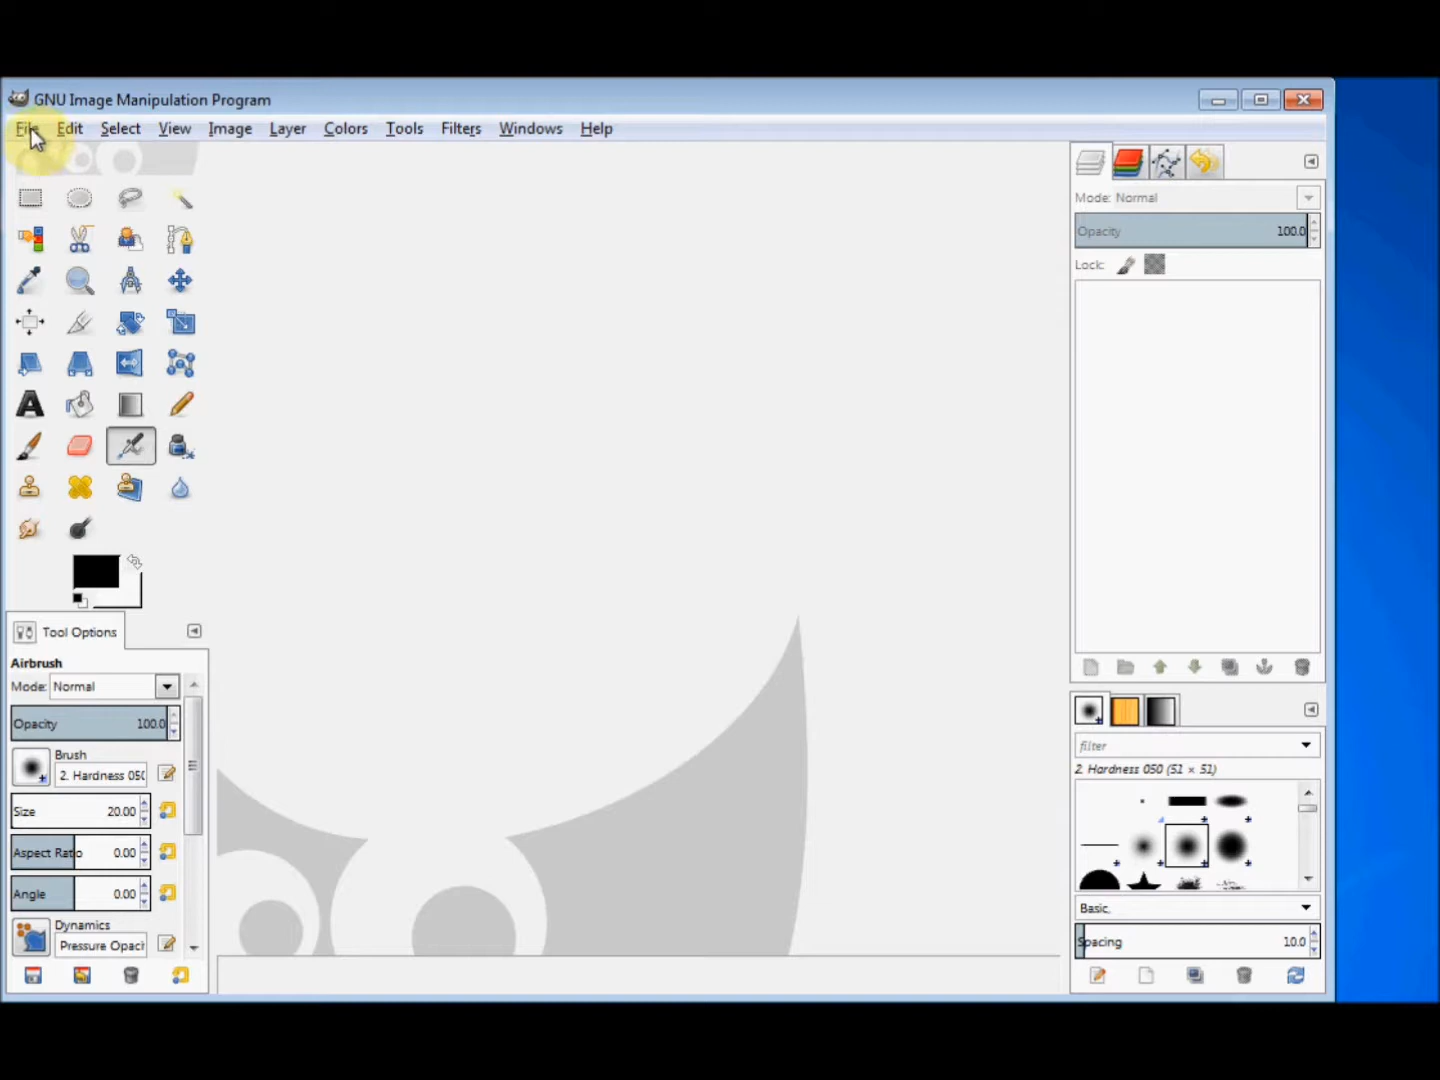 GNU Image Manipulation Program
File Edit Select View Image Layer Colors Tools Filters Windows Help
Mode: Normal
Opacity 100.0
Lock:
Tool Options
Airbrush
Mode: Normal
Opacity 100.0
Brush
2. Hardness 050
Size 20.00
Aspect Ratio 0.00
Angle 0.00
Dynamics
Pressure Opaci
filter
2. Hardness 050 (51 × 51)
Basic,
Spacing 10.0